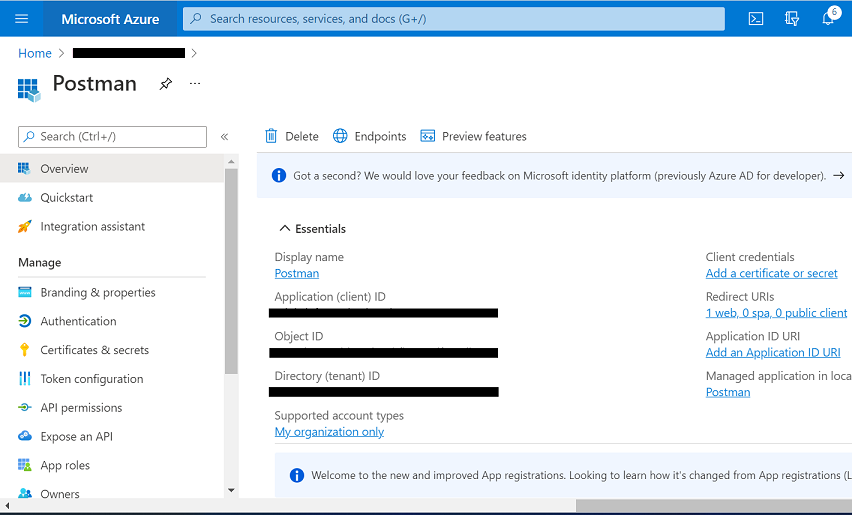 Microsoft Azure
Search resources, services, and docs (G+/)
6
Home
Postman
Search (Ctrl+/)
Overview
Quickstart
Integration assistant
Manage
Branding & properties
Authentication
Certificates & secrets
Token configuration
API permissions
Expose an API
App roles
Owners
Delete
Endpoints
Preview features
Got a second? We would love your feedback on Microsoft identity platform (previously Azure AD for developer).
Essentials
Display name
Postman
Application (client) ID
Object ID
Directory (tenant) ID
Supported account types
My organization only
Client credentials
Add a certificate or secret
Redirect URIs
1 web, 0 spa, 0 public client
Application ID URI
Add an Application ID URI
Managed application in loca
Postman
Welcome to the new and improved App registrations. Looking to learn how it's changed from App registrations (L